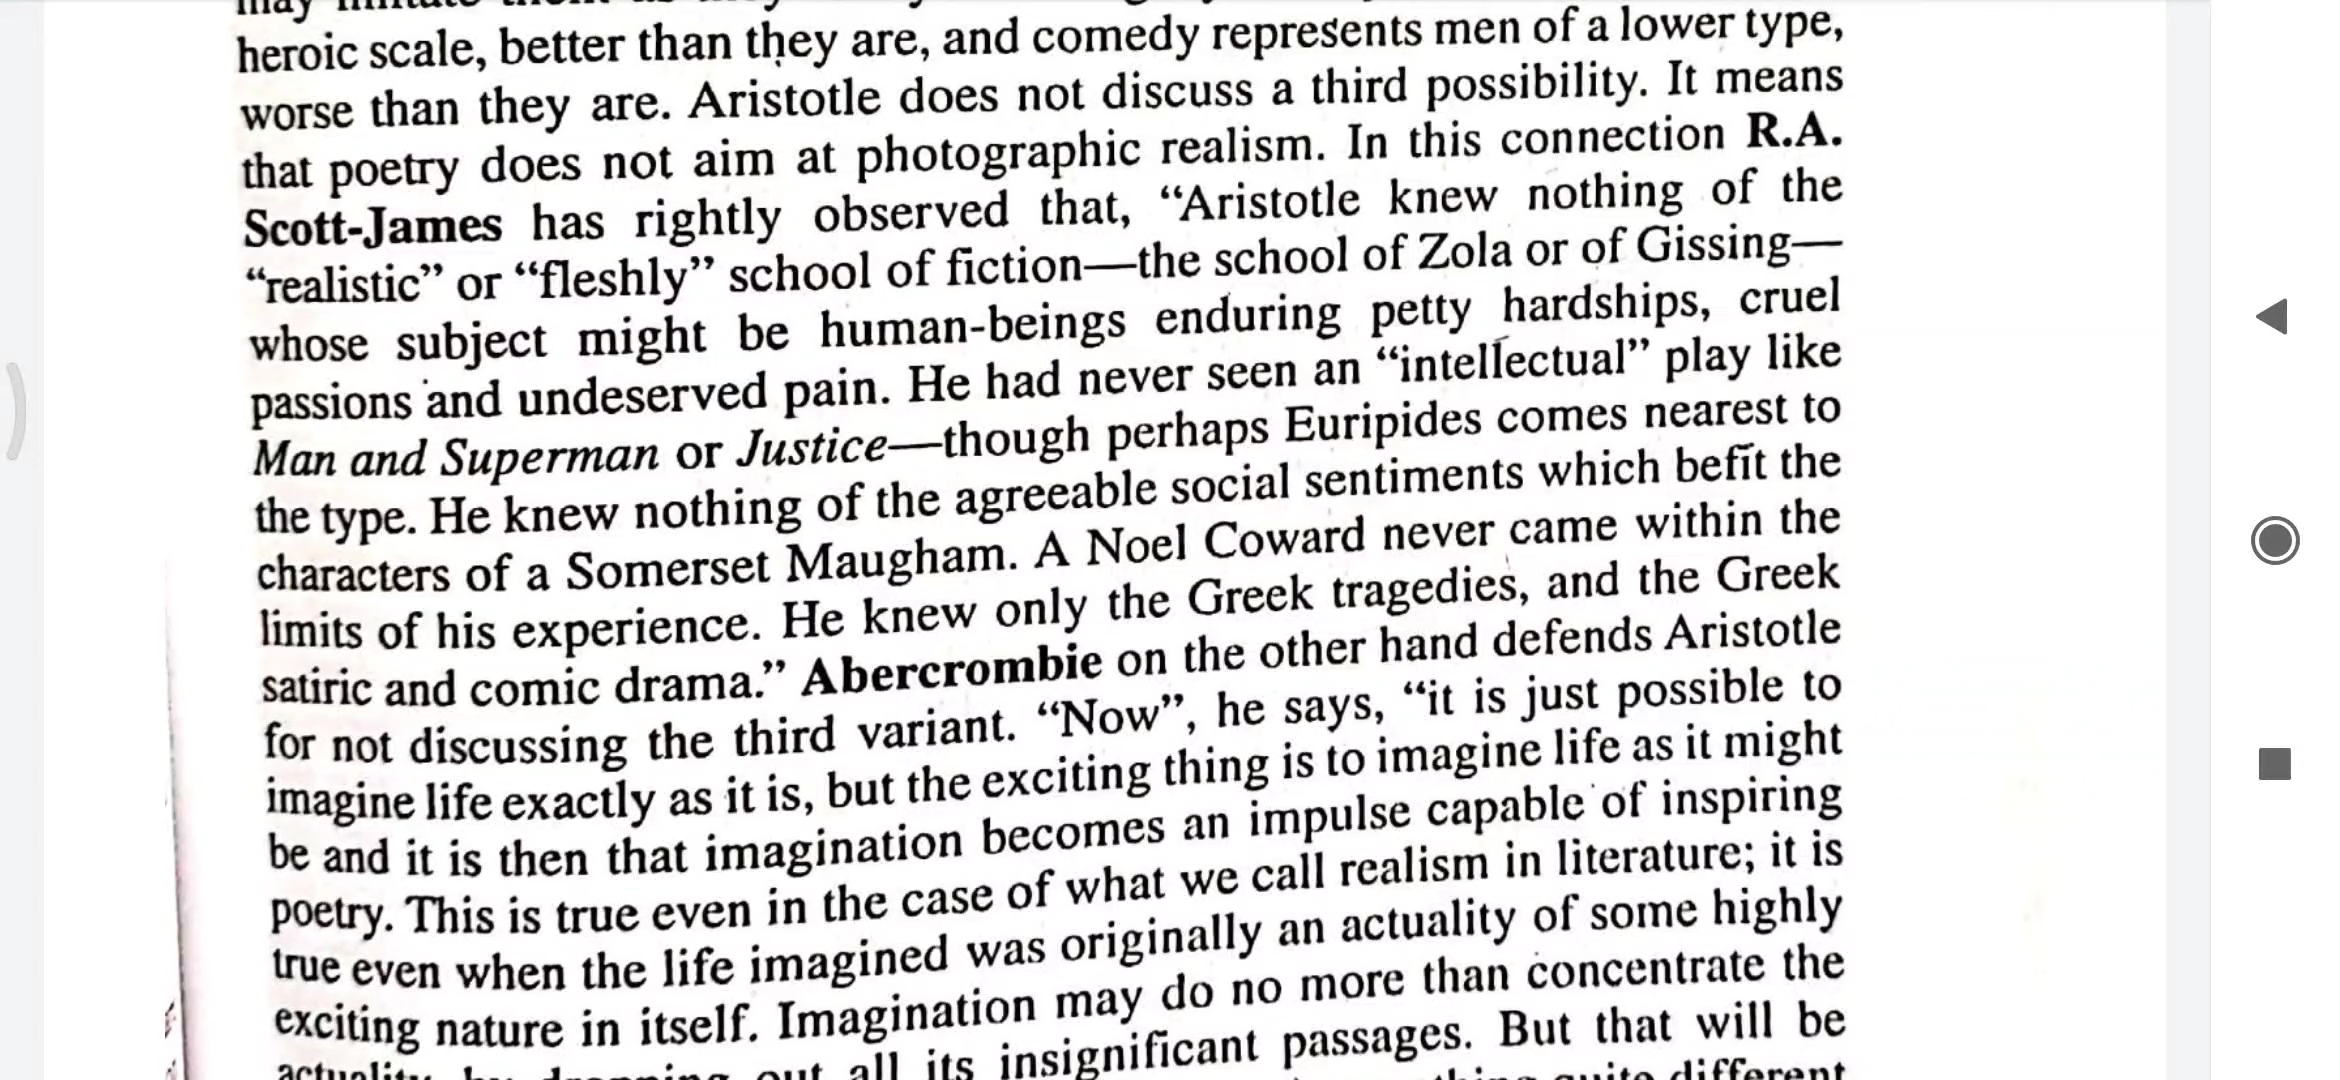 heroic scale, better than they are, and comedy represents men of a lower type,
worse than they are. Aristotle does not discuss a third possibility. It means
that poetry does not aim at photographic realism. In this connection R.A.
Scott-James has rightly observed that, “Aristotle knew nothing of the
“realistic” or “fleshly” school of fiction—the school of Zola or of Gissing—
whose subject might be human-beings enduring petty hardships, cruel
passions and undeserved pain. He had never seen an “intellectual” play like
Man and Superman or Justice—though perhaps Euripides comes nearest to
the type. He knew nothing of the agreeable social sentiments which befit the
characters of a Somerset Maugham. A Noel Coward never came within the
limits of his experience. He knew only the Greek tragedies, and the Greek
satiric and comic drama.” Abercrombie on the other hand defends Aristotle
for not discussing the third variant. “Now”, he says, “it is just possible to
imagine life exactly as it is, but the exciting thing is to imagine life as it might
be and it is then that imagination becomes an impulse capable of inspiring
poetry. This is true even in the case of what we call realism in literature; it is
true even when the life imagined was originally an actuality of some highly
exciting nature in itself. Imagination may do no more than concentrate the
out all its insignificant passages. But that will be
quite different